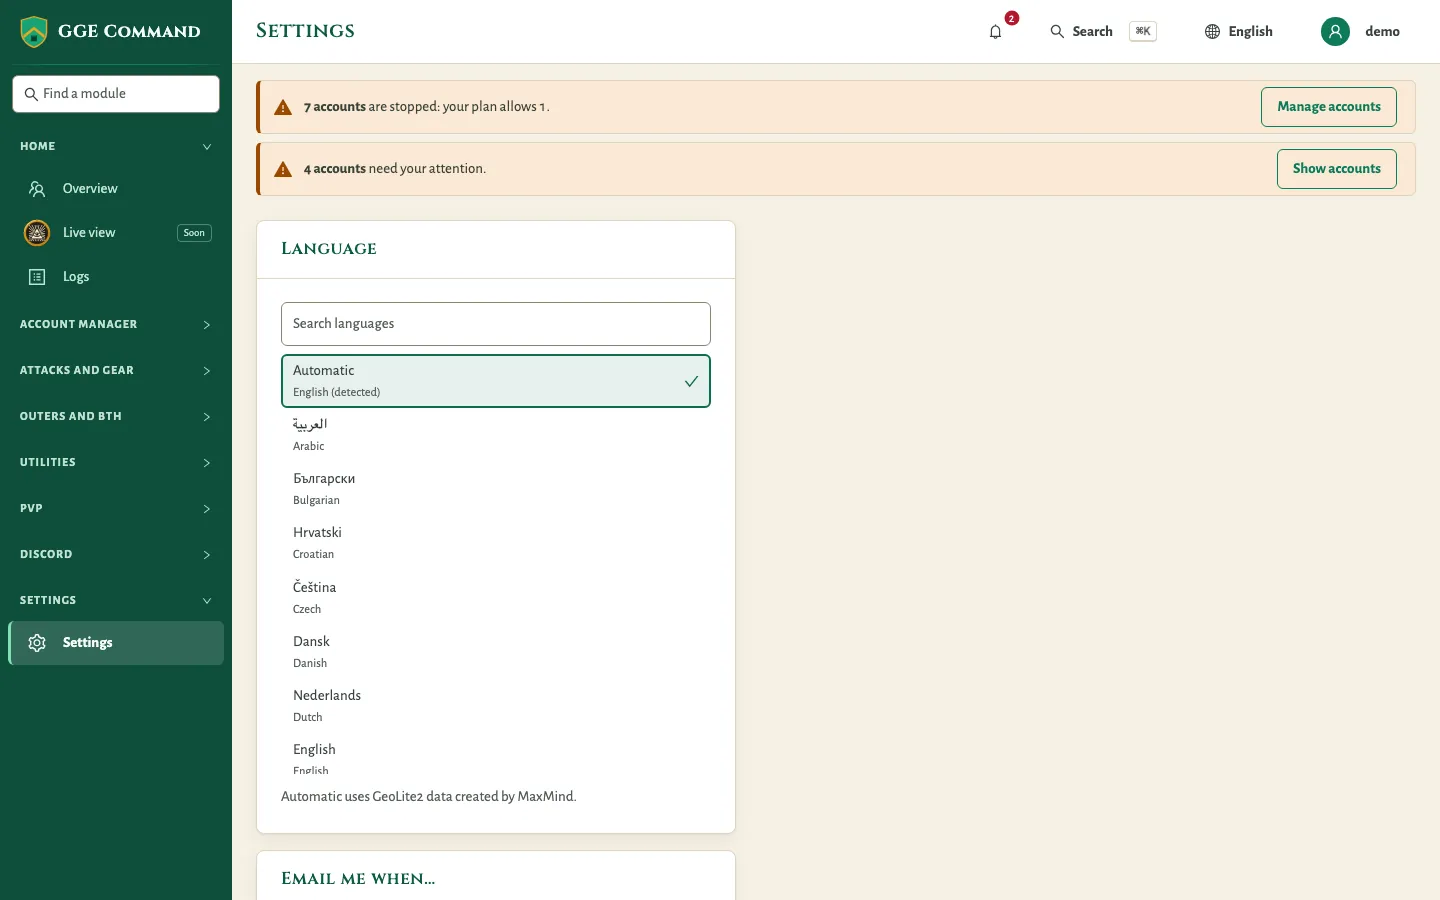 GGE Command
Settings
2
Search
⌘K
English
demo
Find a module
HOME
Overview
Live view
Soon
Logs
ACCOUNT MANAGER
ATTACKS AND GEAR
OUTERS AND BTH
UTILITIES
PVP
DISCORD
SETTINGS
Settings
7 accounts are stopped: your plan allows 1.
Manage accounts
4 accounts need your attention.
Show accounts
Language
Search languages
Automatic
English (detected)
العربية
Arabic
Български
Bulgarian
Hrvatski
Croatian
Čeština
Czech
Dansk
Danish
Nederlands
Dutch
English
English
Automatic uses GeoLite2 data created by MaxMind.
Email me when...